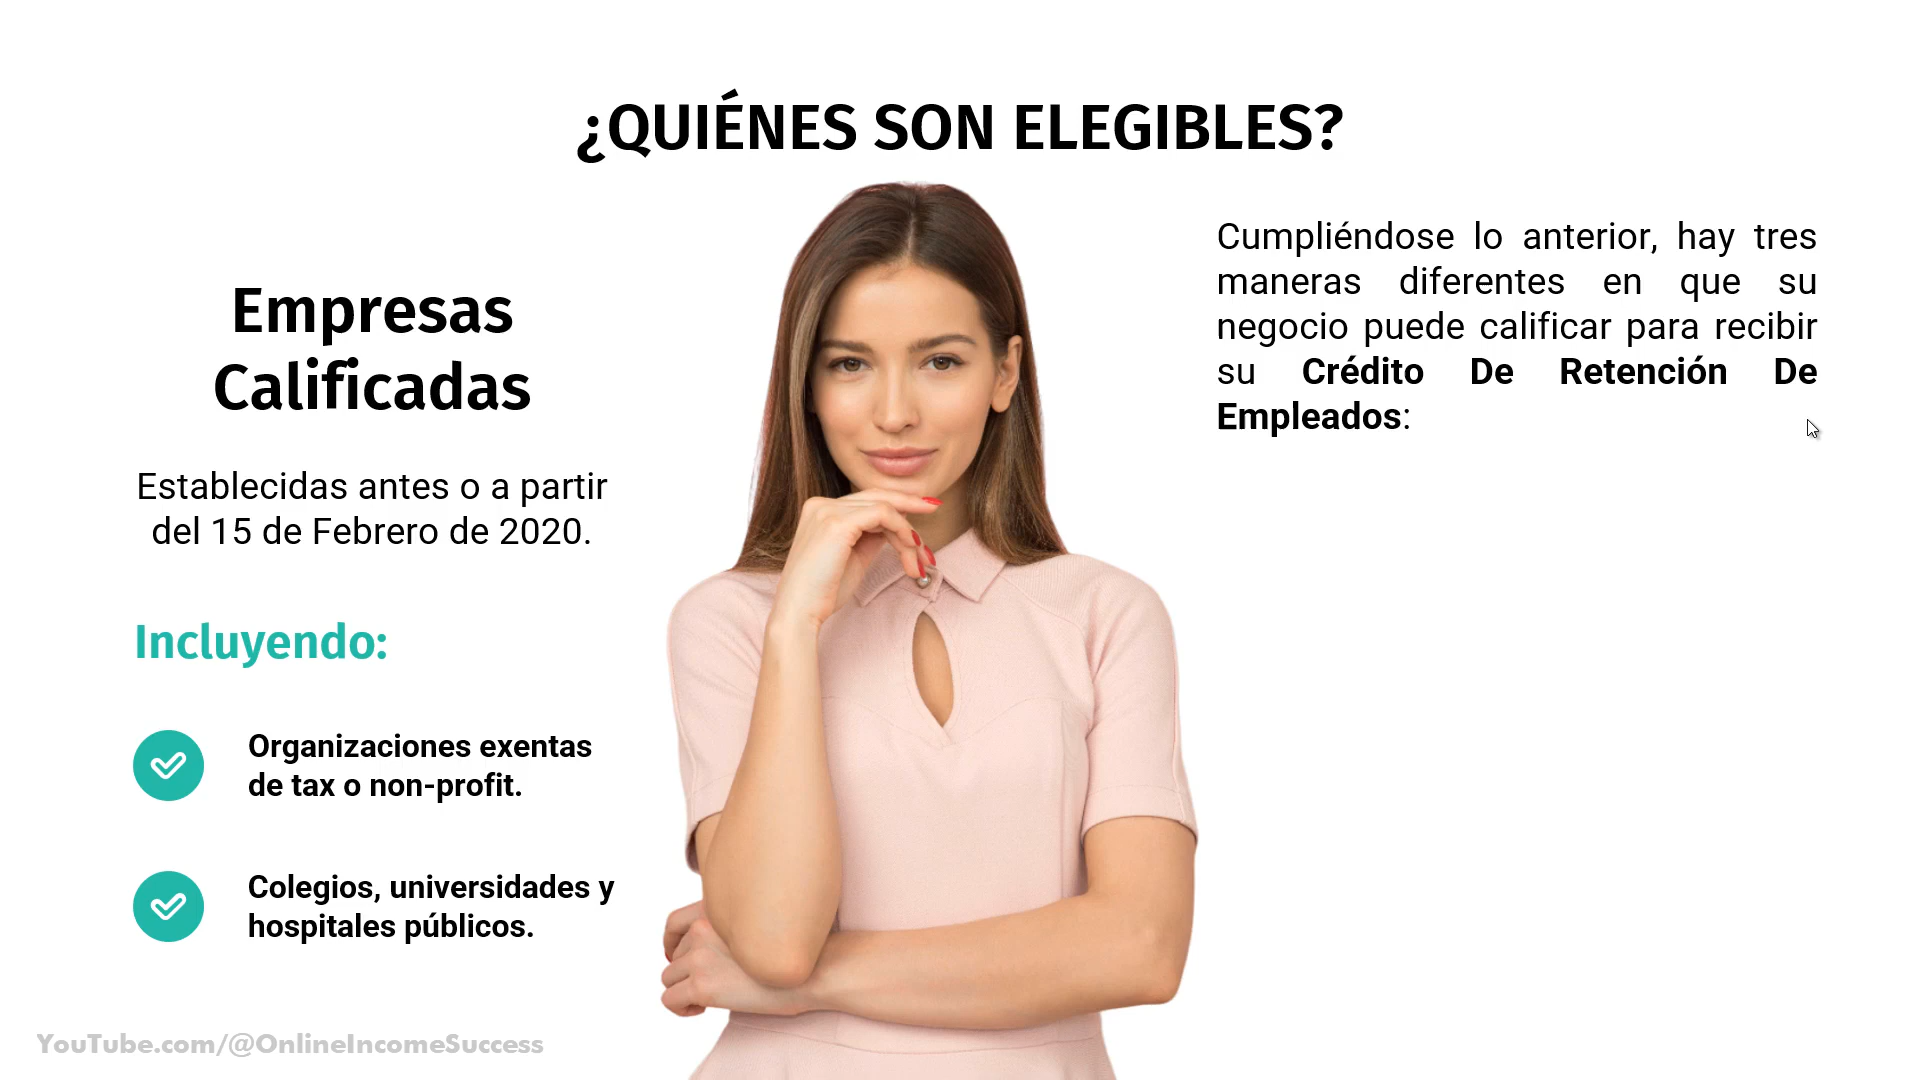 ¿QUIÉNES SON ELEGIBLES?
Empresas
Calificadas
Establecidas antes o a partir
del 15 de Febrero de 2020.
Incluyendo:
Organizaciones exentas
de tax o non-profit.
Colegios, universidades y
hospitales públicos.
Cumpliéndose lo anterior, hay tres
maneras diferentes en que su
negocio puede calificar para recibir
su Crédito De Retención De
Empleados:
YouTube.com/@OnlineIncomeSuccess